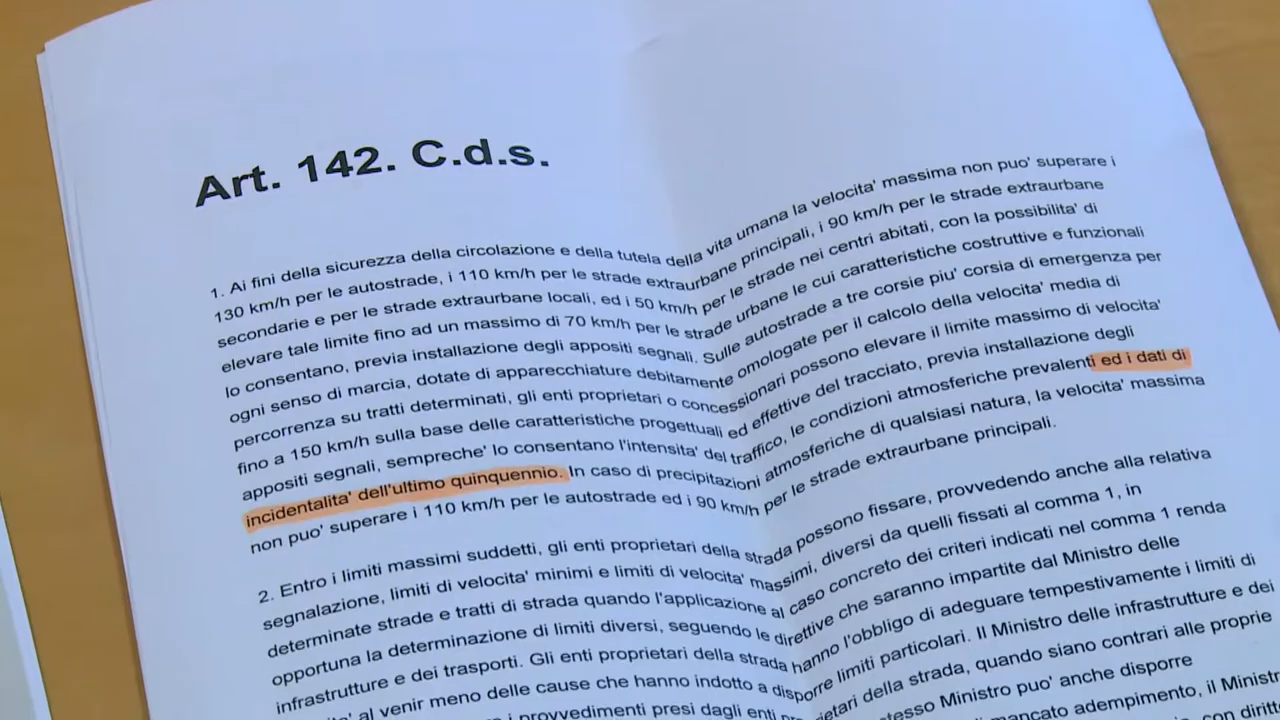 Art. 142. C.d.s.
1. Ai fini della sicurezza della circolazione e della tutela della vita umana la velocita' massima non puo' superare i
130 km/h per le autostrade, i 110 km/h per le strade extraurbane principali, i 90 km/h per le strade extraurbane
secondarie e per le strade extraurbane locali, ed i 50 km/h per le strade nei centri abitati, con la possibilita' di
elevare tale limite fino ad un massimo di 70 km/h per le strade urbane le cui caratteristiche costruttive e funzionali
lo consentano, previa installazione degli appositi segnali. Sulle autostrade a tre corsie piu' corsia di emergenza per
ogni senso di marcia, dotate di apparecchiature debitamente omologate per il calcolo della velocita' media di
percorrenza su tratti determinati, gli enti proprietari o concessionari possono elevare il limite massimo di velocita'
fino a 150 km/h sulla base delle caratteristiche progettuali ed effettive del tracciato, previa installazione degli
appositi segnali, sempreche' lo consentano l'intensita' del traffico, le condizioni atmosferiche prevalenti ed i dati di
incidentalita' dell'ultimo quinquennio. In caso di precipitazioni atmosferiche di qualsiasi natura, la velocita' massima
non puo' superare i 110 km/h per le autostrade ed i 90 km/h per le strade extraurbane principali.
2. Entro i limiti massimi suddetti, gli enti proprietari della strada possono fissare, provvedendo anche alla relativa
segnalazione, limiti di velocita' minimi e limiti di velocita' massimi, diversi da quelli fissati al comma 1, in
determinate strade e tratti di strada quando l'applicazione al caso concreto dei criteri indicati nel comma 1 renda
opportuna la determinazione di limiti diversi, seguendo le direttive che saranno impartite dal Ministro delle
infrastrutture e dei trasporti. Gli enti proprietari della strada hanno l'obbligo di adeguare tempestivamente i limiti di
al venir meno delle cause che hanno indotto a disporre limiti particolari. Il Ministro delle infrastrutture e dei
i provvedimenti presi dagli enti proprietari della strada, quando siano contrari alle proprie
stesso Ministro puo' anche disporre
mancato adempimento, il Ministro